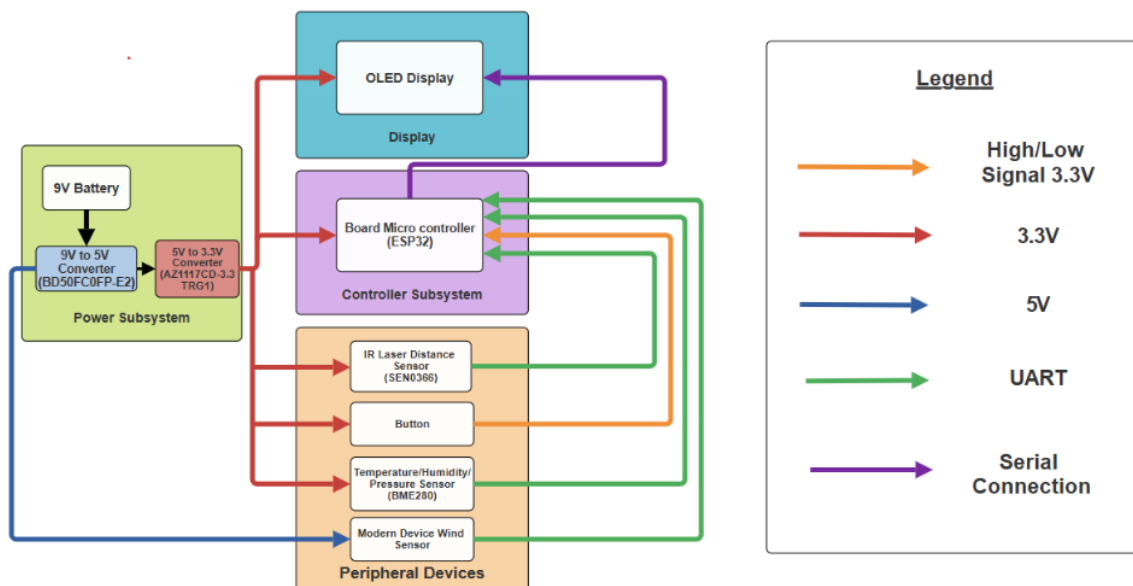 OLED Display
Display
9V Battery
9V to 5V
Converter
(BD50FC0FP-E2)
5V to 3.3V
Converter
(AZ1117CD-3.3
TRG1)
Power Subsystem
Board Micro controller
(ESP32)
Controller Subsystem
IR Laser Distance
Sensor
(SEN0366)
Button
Temperature/Humidity/
Pressure Sensor
(BME280)
Modern Device Wind
Sensor
Peripheral Devices
Legend
High/Low
Signal 3.3V
3.3V
5V
UART
Serial
Connection